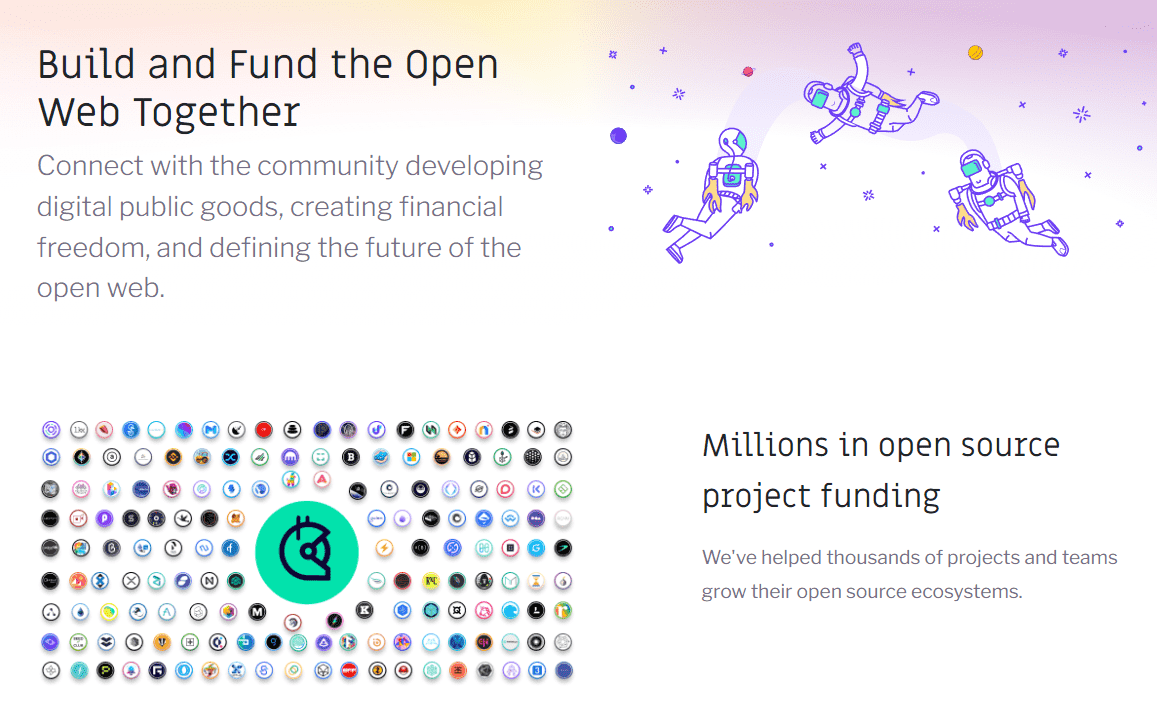 Build and Fund the Open
Web Together
Connect with the community developing
digital public goods, creating financial
freedom, and defining the future of the
open web.
Millions in open source
project funding
We've helped thousands of projects and teams
grow their open source ecosystems.